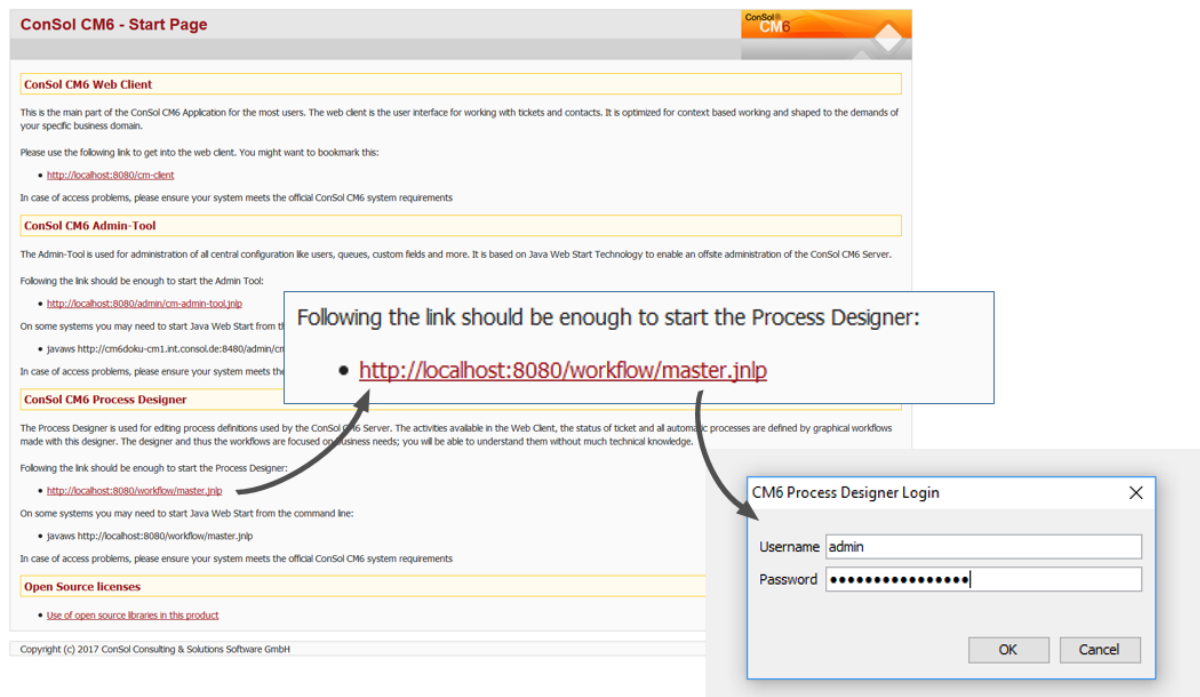 ConSol CM6 - Start Page
ConSol®
CM6
ConSol CM6 Web Client
This is the main part of the ConSol CM6 Application for the most users. The web client is the user interface for working with tickets and contacts. It is optimized for context based working and shaped to the demands of
your specific business domain.
Please use the following link to get into the web client. You might want to bookmark this:
• http://localhost:8080/cm-client
In case of access problems, please ensure your system meets the official ConSol CM6 system requirements
ConSol CM6 Admin-Tool
The Admin-Tool is used for administration of all central configuration like users, queues, custom fields and more. It is based on Java Web Start Technology to enable an offsite administration of the ConSol CM6 Server.
Following the link should be enough to start the Admin Tool:
• http://localhost:8080/admin/cm-admin-tool.jnlp
On some systems you may need to start Java Web Start from
• javaws http://cm6doku-cm1.int.consol.de:8480/admin/cm
In case of access problems, please ensure your system meets the
Following the link should be enough to start the Process Designer:
• http://localhost:8080/workflow/master.jnlp
ConSol CM6 Process Designer
The Process Designer is used for editing process definitions used by the ConSol CM6 Server. The activities available in the Web Client, the status of ticket and all automatic processes are defined by graphical workflows
made with this designer. The designer and thus the workflows are focused on business needs; you will be able to understand them without much technical knowledge.
Following the link should be enough to start the Process Designer:
• http://localhost:8080/workflow/master.jnlp
On some systems you may need to start Java Web Start from the command line:
• javaws http://localhost:8080/workflow/master.jnlp
In case of access problems, please ensure your system meets the official ConSol CM6 system requirements
Open Source licenses
• Use of open source libraries in this product
Copyright (c) 2017 ConSol Consulting & Solutions Software GmbH
CM6 Process Designer Login
Username admin
Password ●●●●●●●●●●●●●●●●
OK Cancel